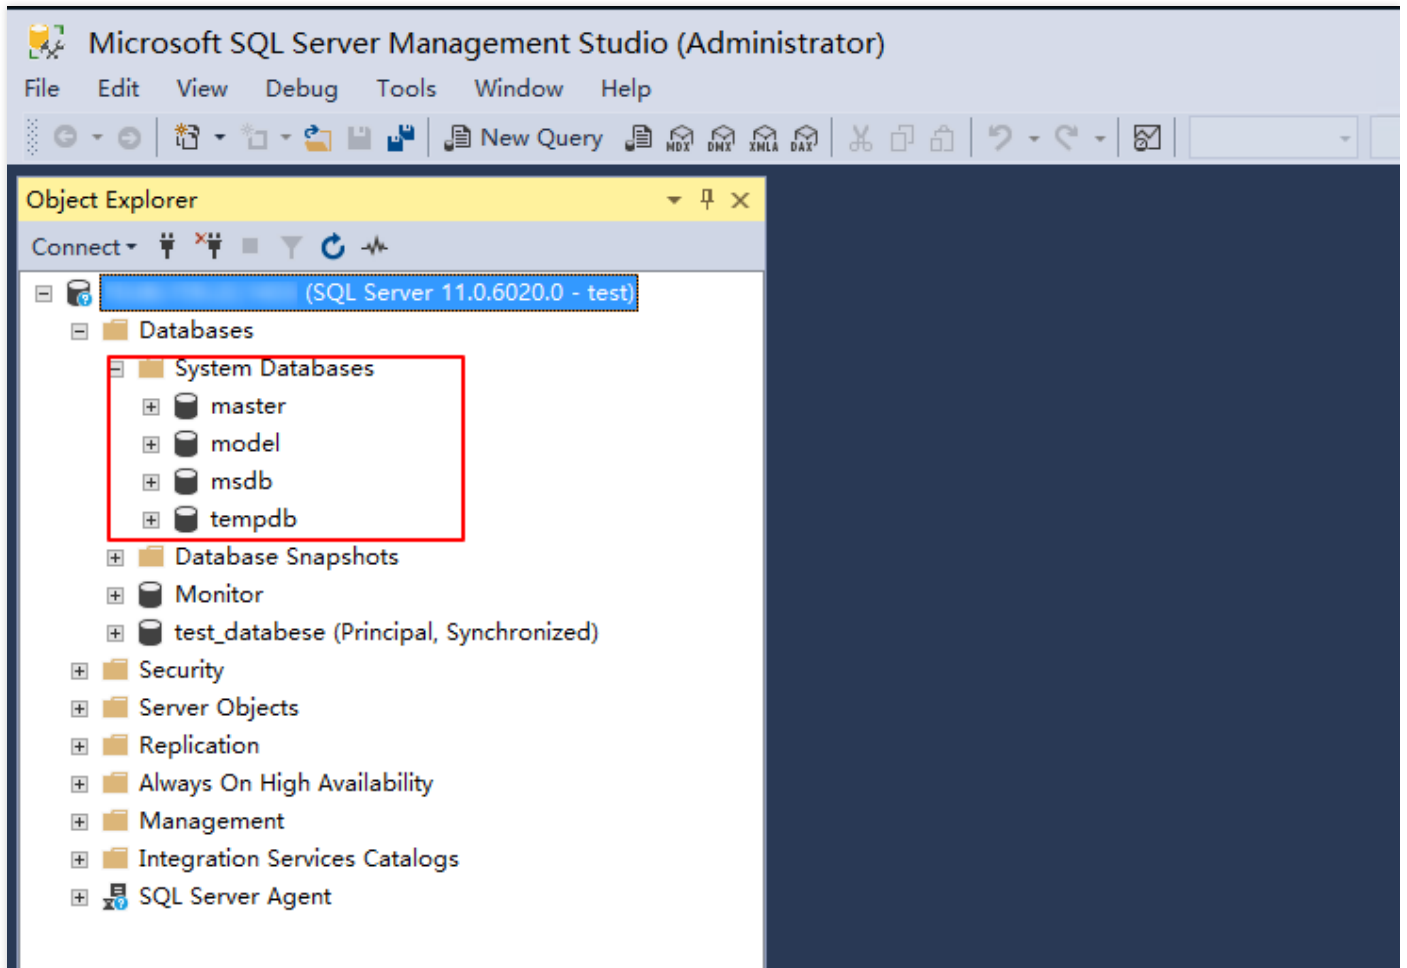 Microsoft SQL Server Management Studio (Administrator)
File Edit View Debug Tools Window Help
New Query MDX DMX XMLA DAX
Object Explorer
Connect
(SQL Server 11.0.6020.0 - test)
Databases
System Databases
master
model
msdb
tempdb
Database Snapshots
Monitor
test_databese (Principal, Synchronized)
Security
Server Objects
Replication
Always On High Availability
Management
Integration Services Catalogs
SQL Server Agent